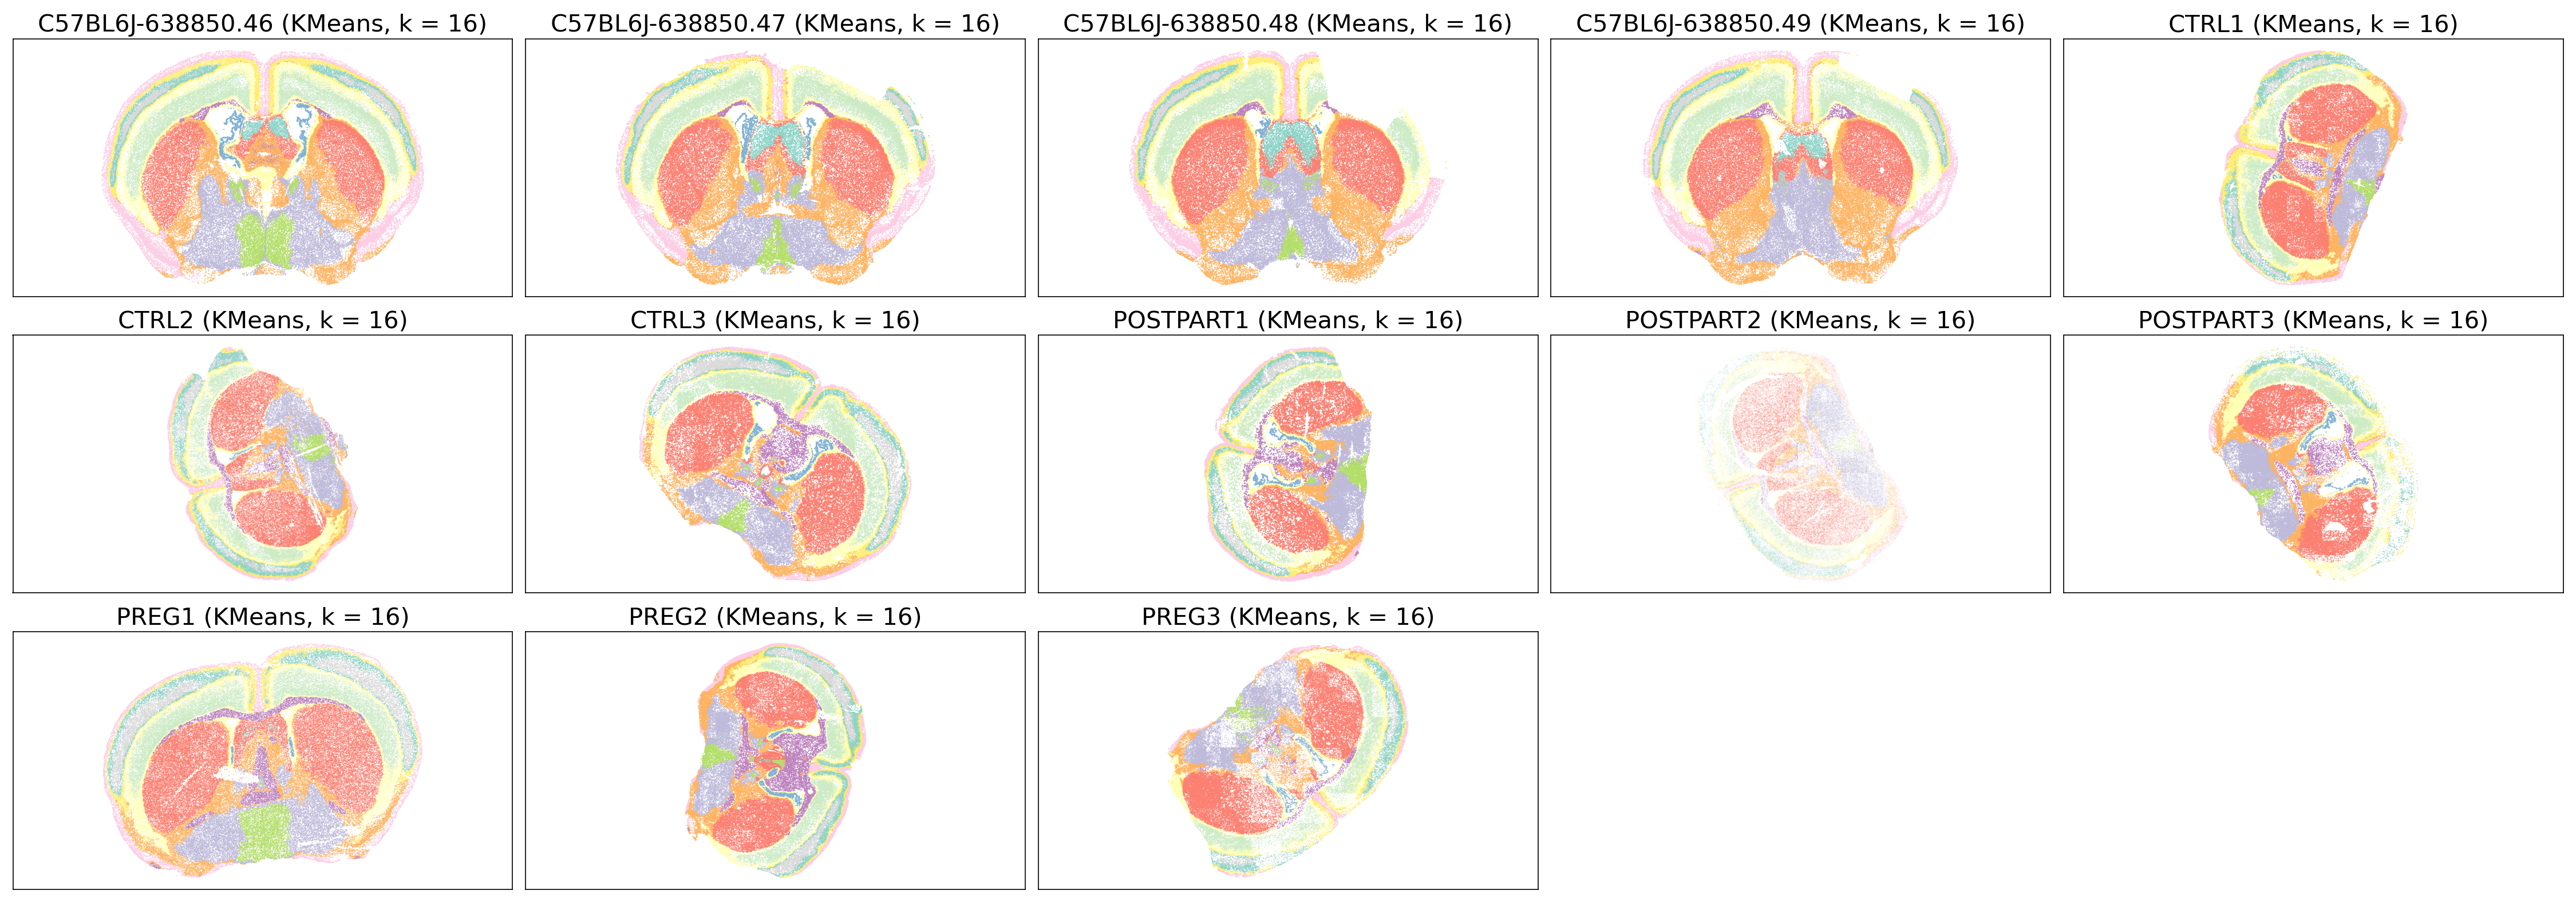 C57BL6J-638850.46 (KMeans, k = 16)
C57BL6J-638850.47 (KMeans, k = 16)
C57BL6J-638850.48 (KMeans, k = 16)
C57BL6J-638850.49 (KMeans, k = 16)
CTRL1 (KMeans, k = 16)
CTRL2 (KMeans, k = 16)
CTRL3 (KMeans, k = 16)
POSTPART1 (KMeans, k = 16)
POSTPART2 (KMeans, k = 16)
POSTPART3 (KMeans, k = 16)
PREG1 (KMeans, k = 16)
PREG2 (KMeans, k = 16)
PREG3 (KMeans, k = 16)